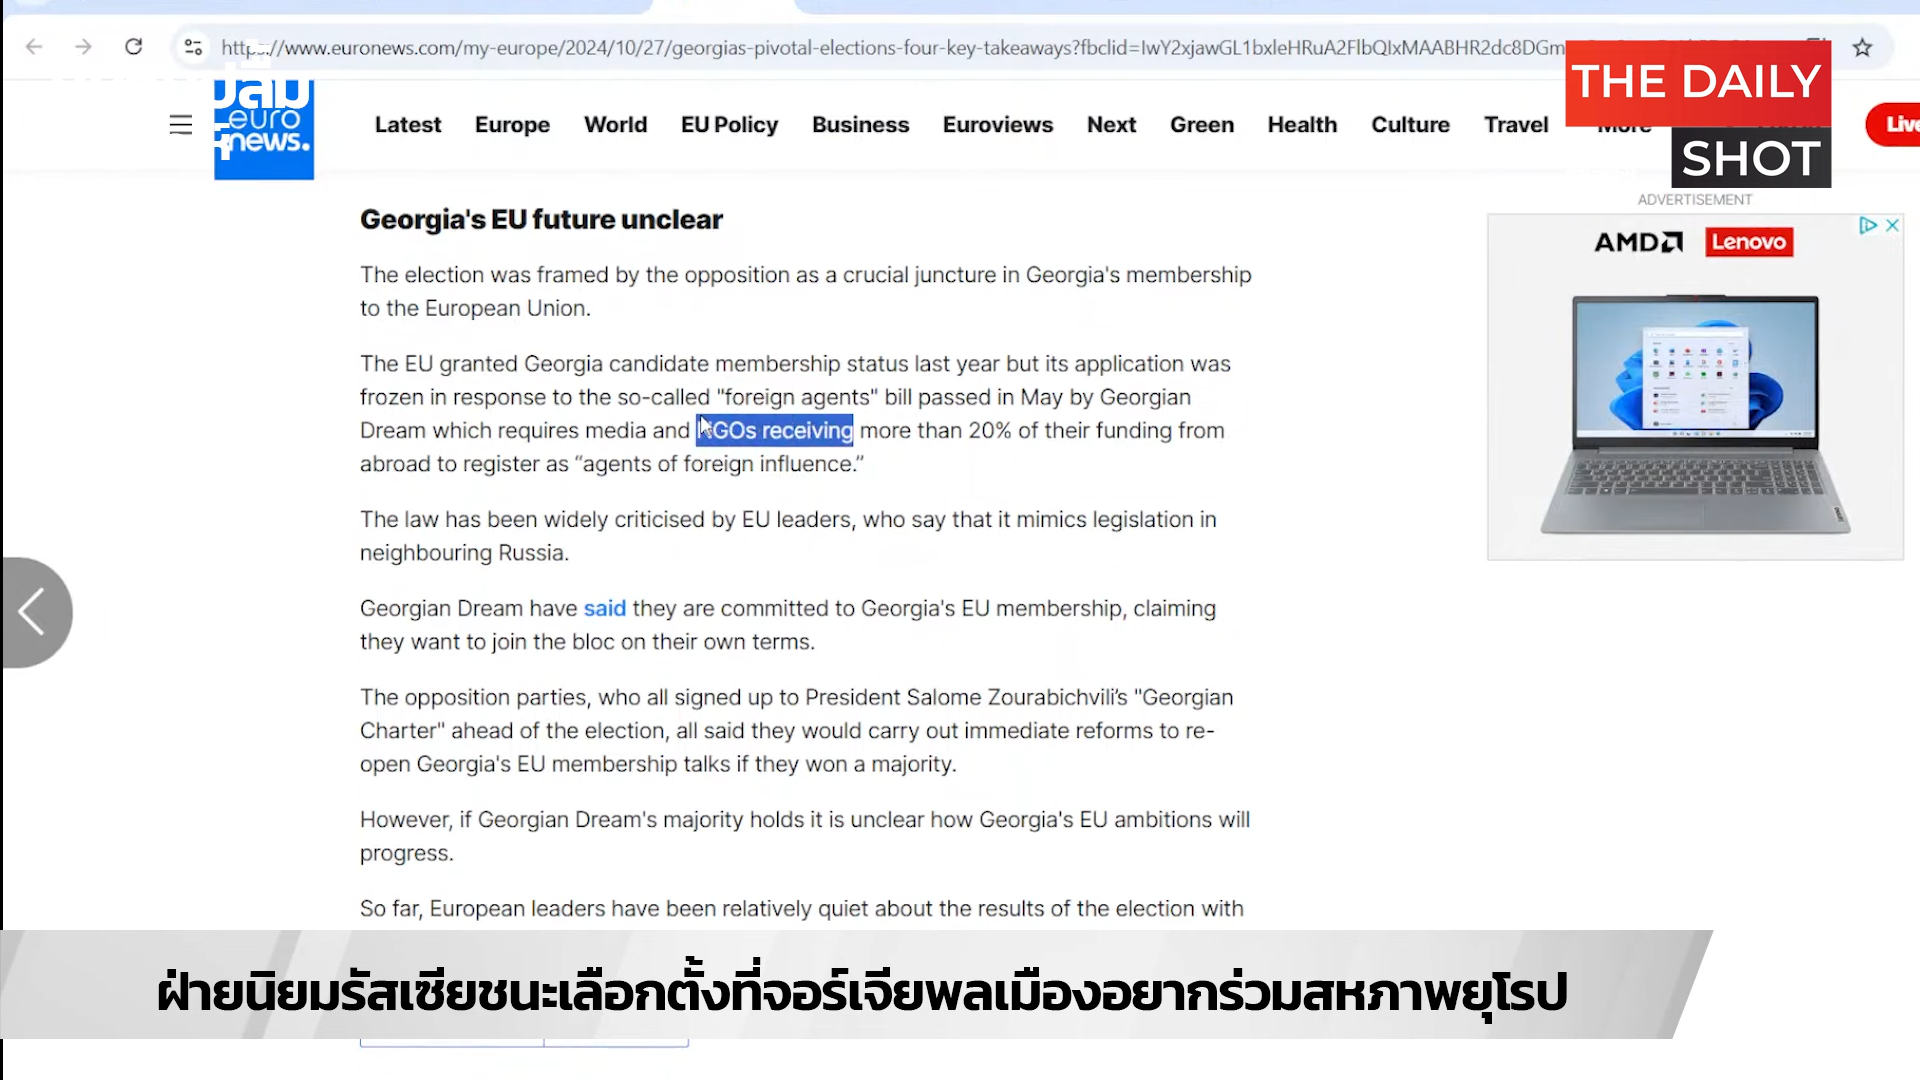 https://www.euronews.com/my-europe/2024/10/27/georgias-pivotal-elections-four-key-takeaways?fbclid=IwY2xjawGL1bxleHRuA2FlbQIxMAABHR2dc8DGm
THE DAILY
SHOT
euro
news.
Latest Europe World EU Policy Business Euroviews Next Green Health Culture Travel More
Live
ADVERTISEMENT
AMD Lenovo
Georgia's EU future unclear
The election was framed by the opposition as a crucial juncture in Georgia's membership
to the European Union.
The EU granted Georgia candidate membership status last year but its application was
frozen in response to the so-called "foreign agents" bill passed in May by Georgian
Dream which requires media and NGOs receiving more than 20% of their funding from
abroad to register as “agents of foreign influence.”
The law has been widely criticised by EU leaders, who say that it mimics legislation in
neighbouring Russia.
Georgian Dream have said they are committed to Georgia's EU membership, claiming
they want to join the bloc on their own terms.
The opposition parties, who all signed up to President Salome Zourabichvili’s "Georgian
Charter" ahead of the election, all said they would carry out immediate reforms to re-
open Georgia's EU membership talks if they won a majority.
However, if Georgian Dream's majority holds it is unclear how Georgia's EU ambitions will
progress.
So far, European leaders have been relatively quiet about the results of the election with
ฝ่ายนิยมรัสเซียชนะเลือกตั้งที่จอร์เจียพลเมืองอยากร่วมสหภาพยุโรป